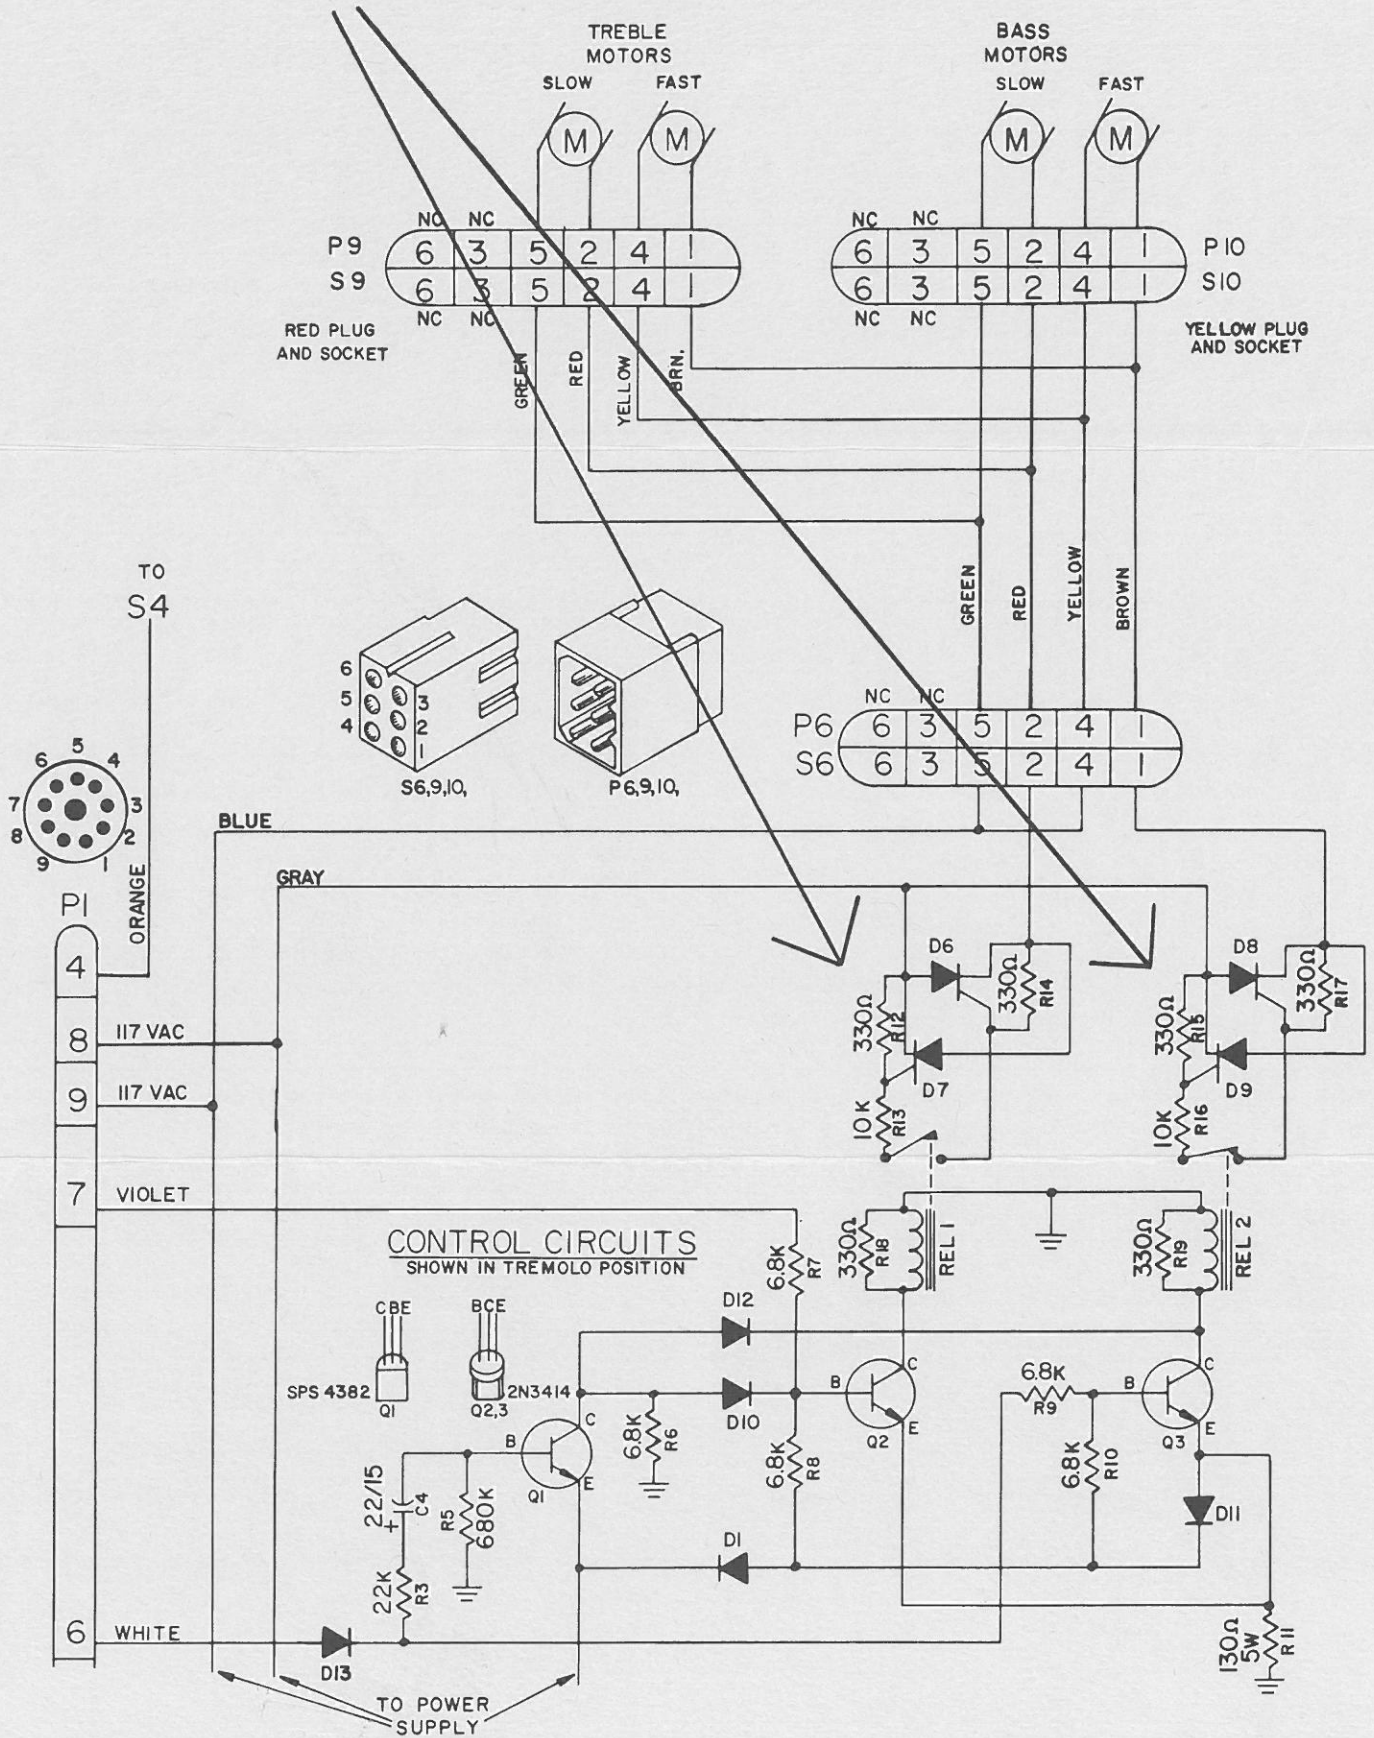 TREBLE
MOTORS
SLOW FAST
M M
BASS
MOTORS
SLOW FAST
M M
NC NC
P9 6 3 5 2 4 1
S9 6 3 5 2 4 1
NC NC
RED PLUG
AND SOCKET
NC NC
6 3 5 2 4 1 P10
6 3 5 2 4 1 S10
NC NC
YELLOW PLUG
AND SOCKET
GREEN
RED
YELLOW
BRN.
GREEN
RED
YELLOW
BROWN
TO
S4
6
5
4
3
2
1
S6,9,10,
P6,9,10,
NC NC
P6 6 3 5 2 4 1
S6 6 3 5 2 4 1
5
6 4
7 3
8 2
9 1
P1
ORANGE
BLUE
GRAY
4
8 117 VAC
9 117 VAC
7 VIOLET
6 WHITE
D6
330Ω
R14
330Ω
R12
D7
10K
R13
D8
330Ω
R17
330Ω
R15
D9
10K
R16
CONTROL CIRCUITS
SHOWN IN TREMOLO POSITION
6.8K
R7
330Ω
R18
REL 1
330Ω
R19
REL 2
CBE
SPS 4382
Q1
BCE
2N3414
Q2,3
D12
D10
6.8K
R6
6.8K
R8
B
C
E
Q1
B
C
E
Q2
6.8K
R9
6.8K
R10
B
C
E
Q3
D11
22/15
+
C4
R5
680K
22K
R3
D1
D13
130Ω
5W
R11
TO POWER
SUPPLY